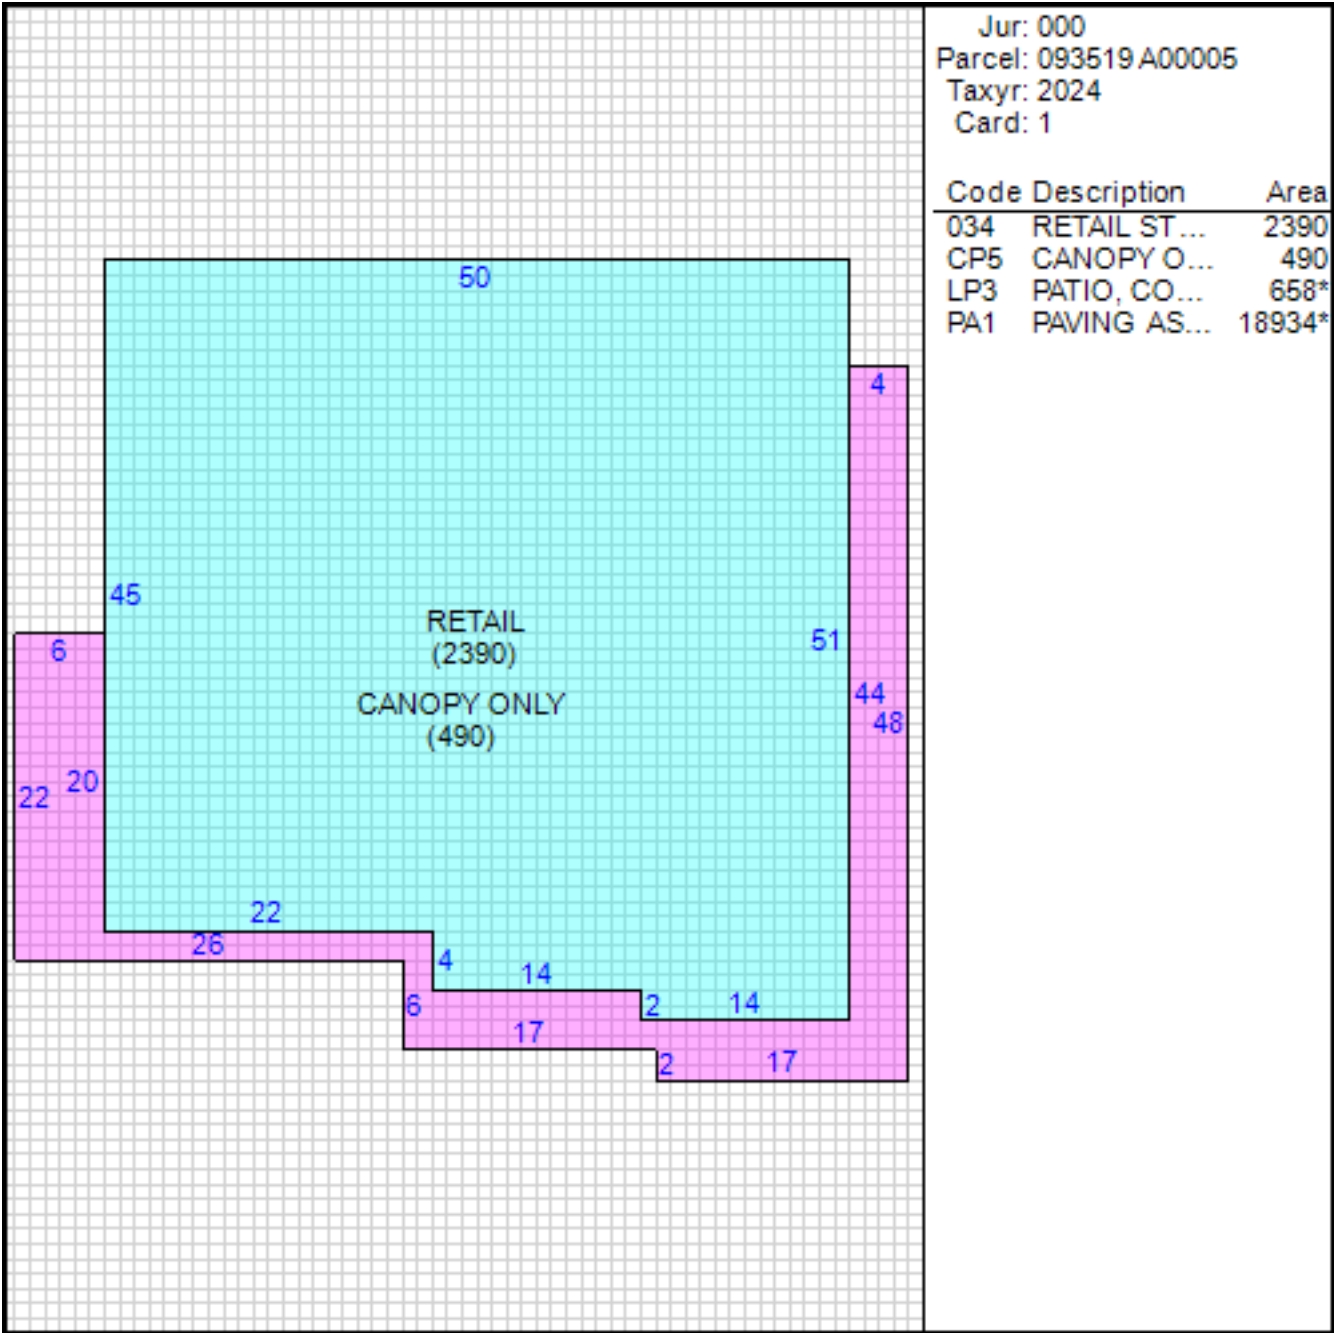 Jur: 000
Parcel: 093519 A00005
Taxyr: 2024
Card: 1
Code Description Area
034 RETAIL ST... 2390
CP5 CANOPY O... 490
LP3 PATIO, CO... 658*
PA1 PAVING AS... 18934*
50
4
45
RETAIL
(2390)
6
51
CANOPY ONLY
(490)
44
48
20
22
22
26
4
14
6
2
14
17
2
17